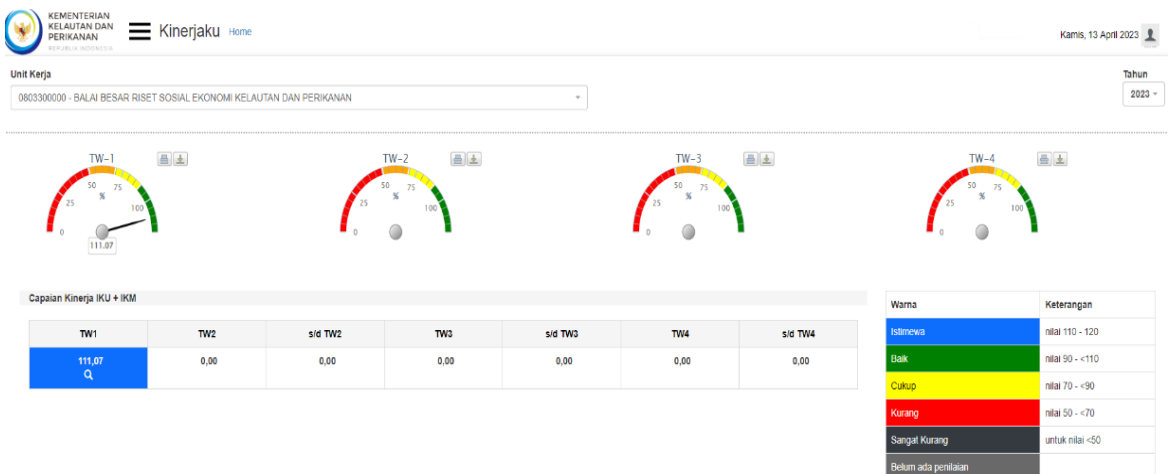 KEMENTERIAN
KELAUTAN DAN
PERIKANAN
REPUBLIK INDONESIA
Kinerjaku Home
Kamis, 13 April 2023
Unit Kerja
Tahun
0803300000 - BALAI BESAR RISET SOSIAL EKONOMI KELAUTAN DAN PERIKANAN
2023
TW-1
0 25 50 75 100
%
111.07
TW-2
0 25 50 75 100
%
TW-3
0 25 50 75 100
%
TW-4
0 25 50 75 100
%
Capaian Kinerja IKU + IKM
TW1 TW2 s/d TW2 TW3 s/d TW3 TW4 s/d TW4
111,07 0,00 0,00 0,00 0,00 0,00 0,00
Warna Keterangan
Istimewa nilai 110 - 120
Baik nilai 90 - <110
Cukup nilai 70 - <90
Kurang nilai 50 - <70
Sangat Kurang untuk nilai <50
Belum ada penilaian